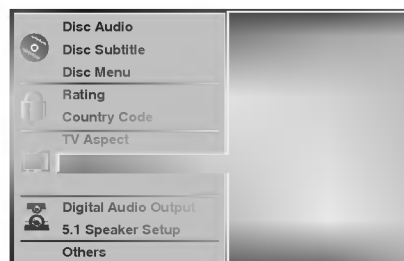 Disc Audio
Disc Subtitle
Disc Menu
Rating
Country Code
TV Aspect
Digital Audio Output
5.1 Speaker Setup
Others